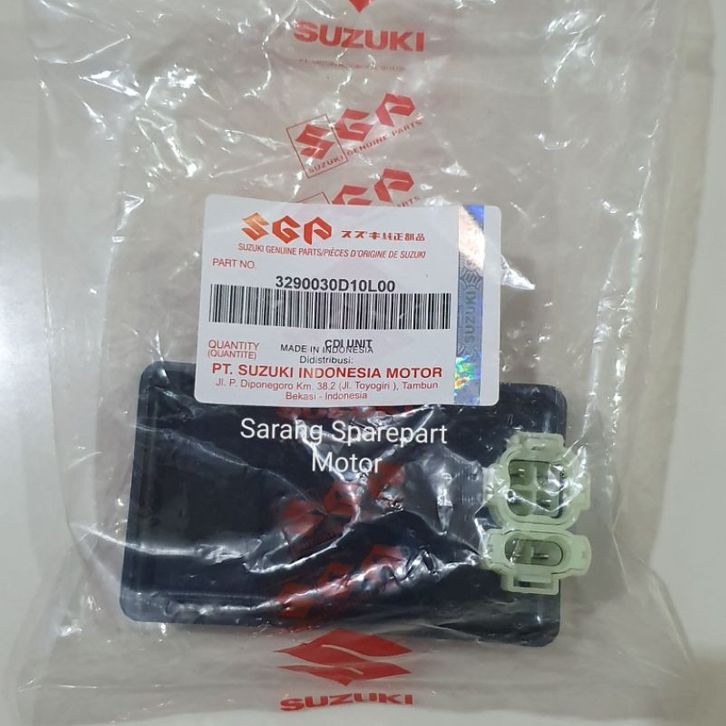 SUZUKI
SGP
SUZUKI GENUINE PARTS
SGP
SGP スズキ純正部品
SUZUKI GENUINE PARTS/PIÈCES D'ORIGINE DE SUZUKI
PART NO.
3290030D10L00
SUZUKI
QUANTITY
(QUANTITE)
CDI UNIT
MADE IN INDONESIA
Didistribusi:
PT. SUZUKI INDONESIA MOTOR
Jl. P. Diponegoro Km. 38.2 (Jl. Toyogiri ), Tambun
Bekasi - Indonesia
Sarang Sparepart
Motor
SUZUKI